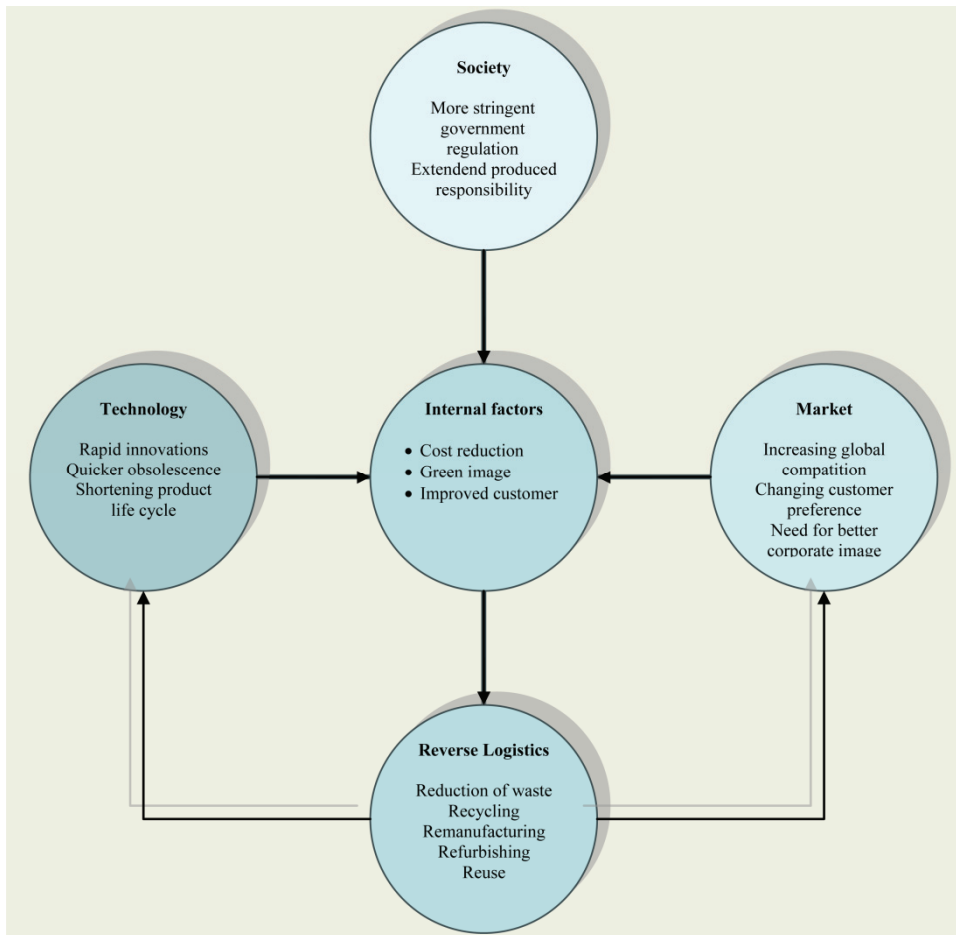 Society
More stringent
government
regulation
Extendend produced
responsibility
Technology
Rapid innovations
Quicker obsolescence
Shortening product
life cycle
Internal factors
• Cost reduction
• Green image
• Improved customer
Market
Increasing global
compatition
Changing customer
preference
Need for better
corporate image
Reverse Logistics
Reduction of waste
Recycling
Remanufacturing
Refurbishing
Reuse